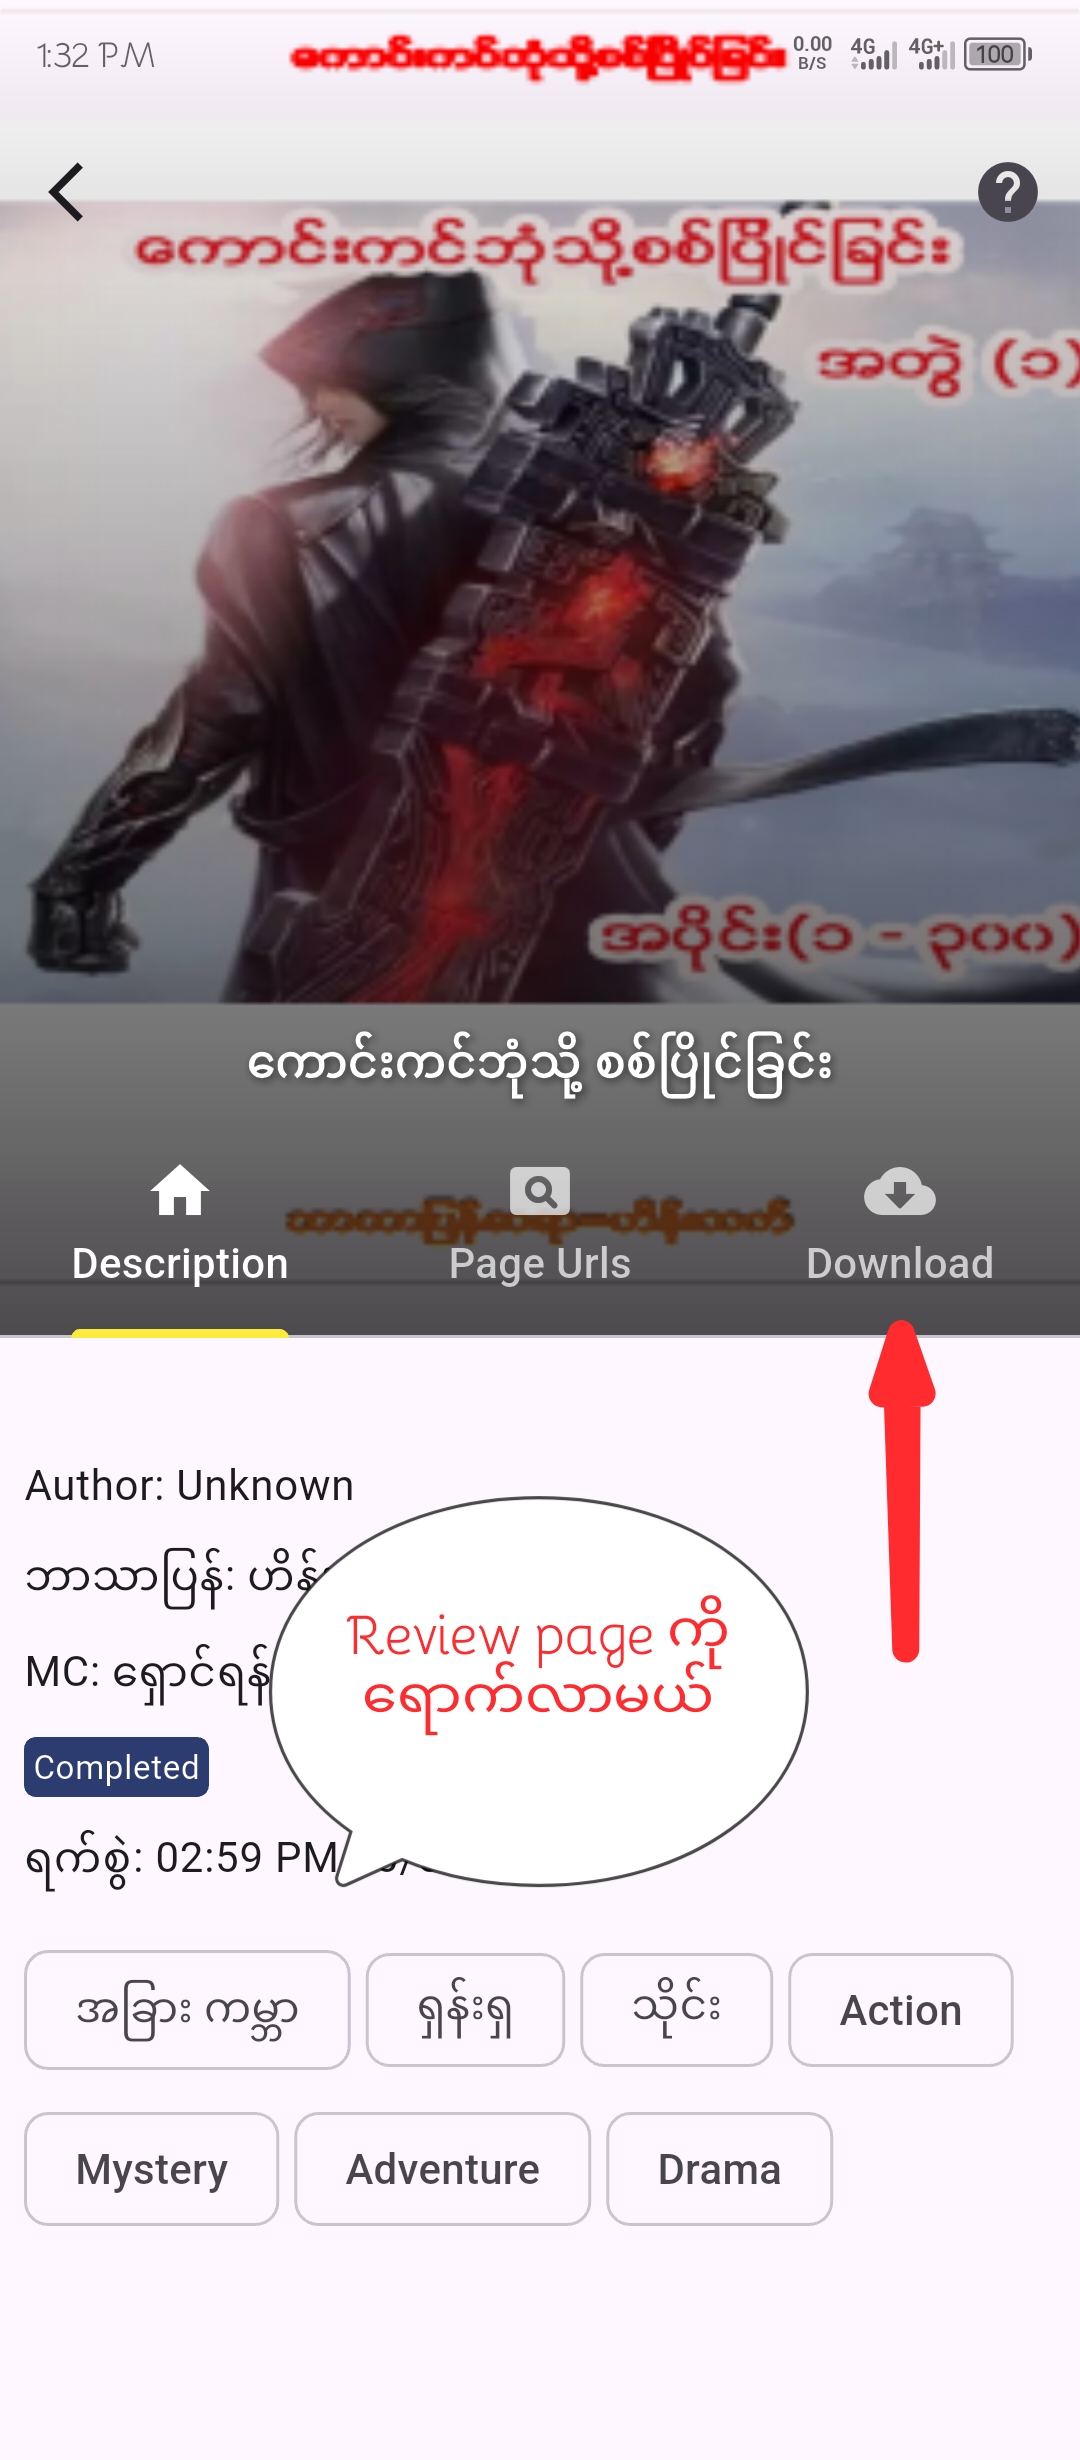 1:32 PM
ကောင်းကင်ဘုံသို့စစ်ပြိုင်ခြင်း
0.00
B/S
4G
4G+
100
ကောင်းကင်ဘုံသို့စစ်ပြိုင်ခြင်း
အတွဲ (၁)
အပိုင်း(၁ - ၃၀၀)
ကောင်းကင်ဘုံသို့ စစ်ပြိုင်ခြင်း
Description
Page Urls
Download
Author: Unknown
ဘာသာပြန်: ဟိန်း
Review page ကို
ရောက်လာမယ်
MC: ရှောင်ရန်
Completed
ရက်စွဲ: 02:59 PM
အခြား ကမ္ဘာ
ရှန်းရှ
သိုင်း
Action
Mystery
Adventure
Drama